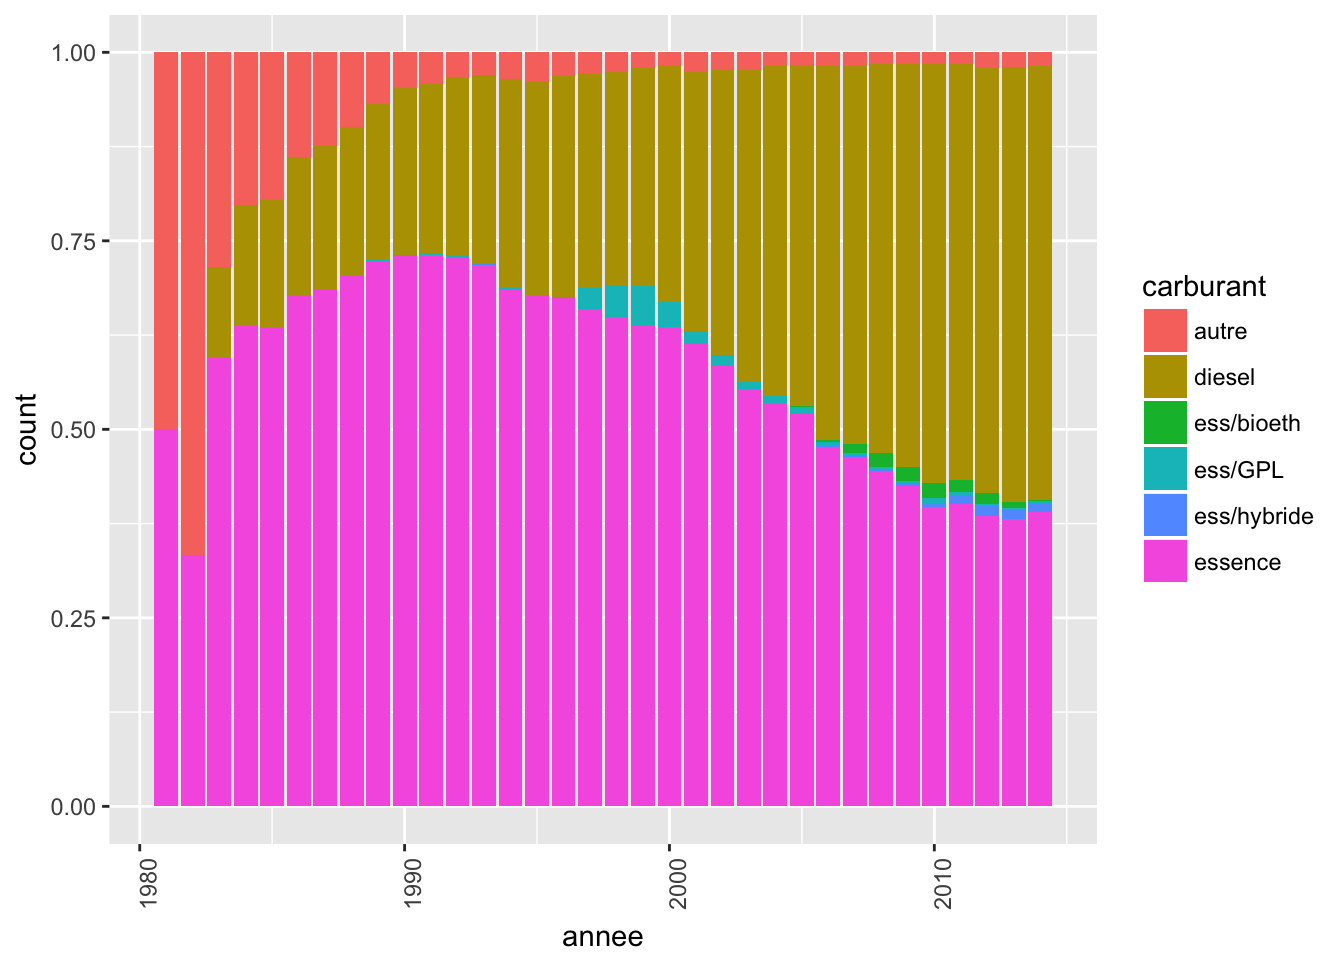 1.00
0.75
0.50
0.25
0.00
count
1980
1990
2000
2010
annee
carburant
autre
diesel
ess/bioeth
ess/GPL
ess/hybride
essence